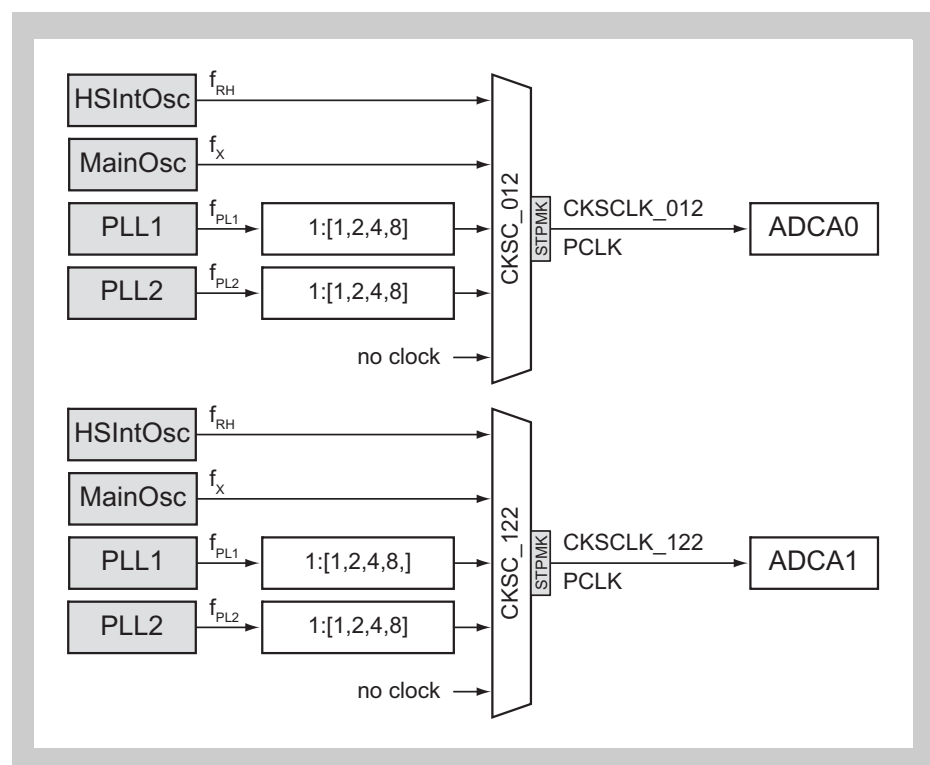 HSIntOsc f_RH
MainOsc f_X
PLL1 f_PL1 1:[1,2,4,8]
PLL2 f_PL2 1:[1,2,4,8]
no clock
CKSC_012
STPMK
CKSCLK_012
PCLK
ADCA0
HSIntOsc f_RH
MainOsc f_X
PLL1 f_PL1 1:[1,2,4,8,]
PLL2 f_PL2 1:[1,2,4,8]
no clock
CKSC_122
STPMK
CKSCLK_122
PCLK
ADCA1